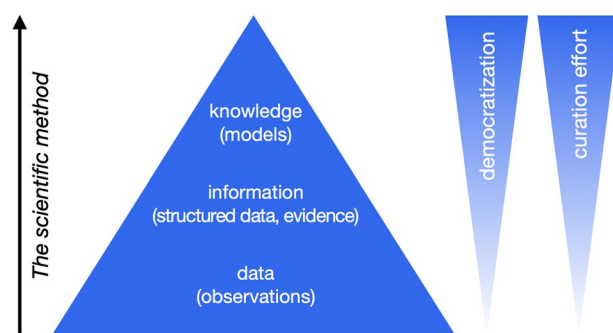 The scientific method
knowledge
(models)
information
(structured data, evidence)
data
(observations)
democratization
curation effort